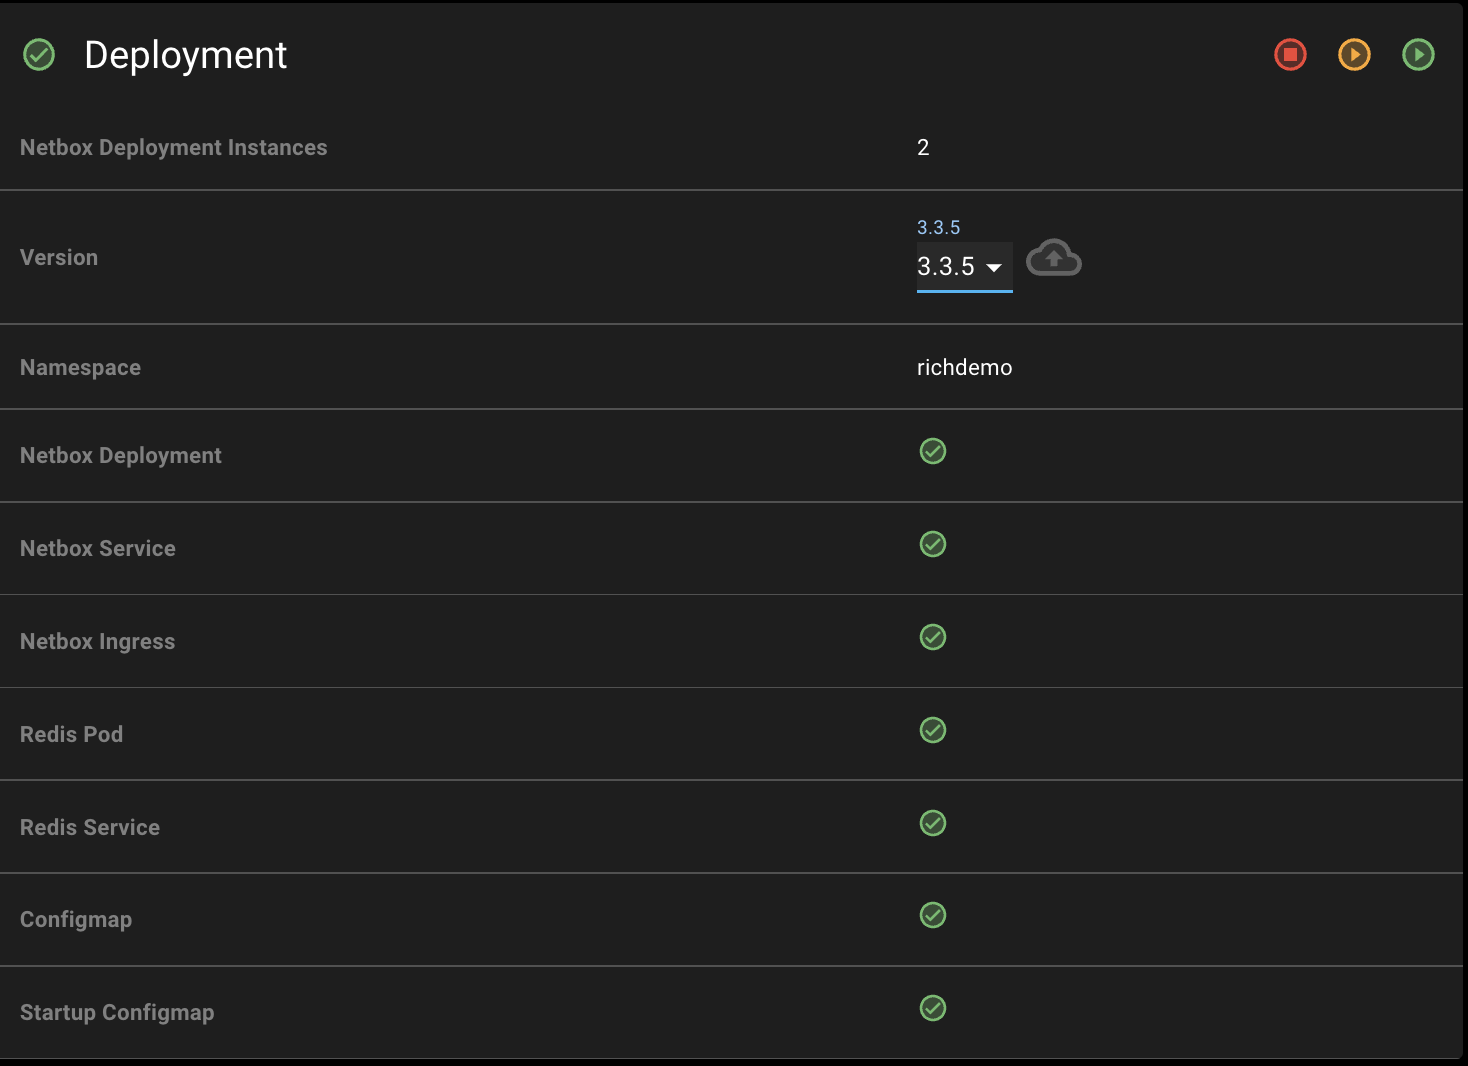 Deployment
Netbox Deployment Instances 2
3.3.5
Version 3.3.5
Namespace richdemo
Netbox Deployment
Netbox Service
Netbox Ingress
Redis Pod
Redis Service
Configmap
Startup Configmap